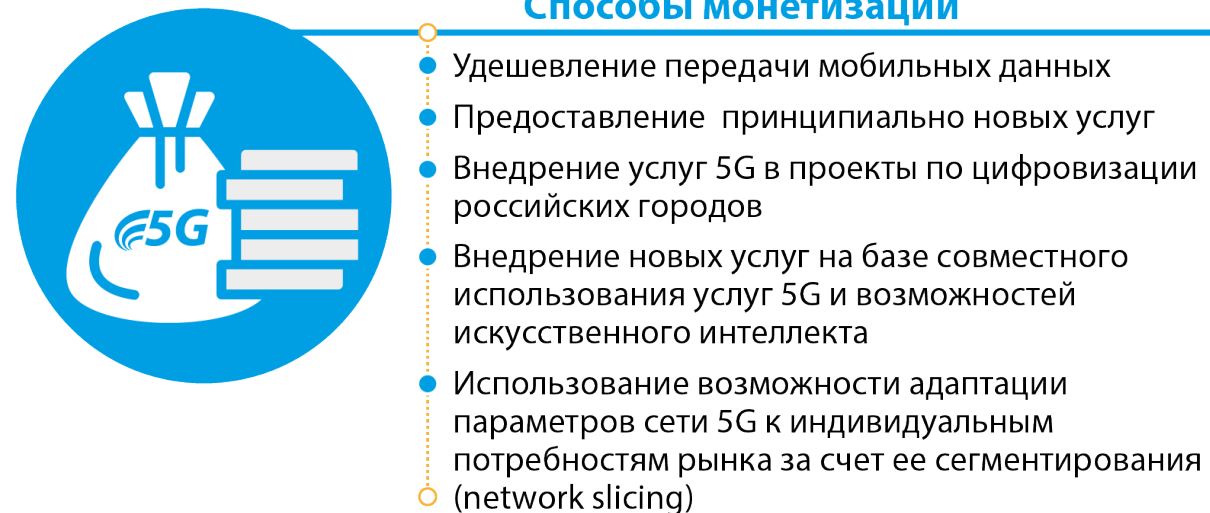 Способы монетизации
Удешевление передачи мобильных данных
Предоставление принципиально новых услуг
Внедрение услуг 5G в проекты по цифровизации
российских городов
Внедрение новых услуг на базе совместного
использования услуг 5G и возможностей
искусственного интеллекта
5G
Использование возможности адаптации
параметров сети 5G к индивидуальным
потребностям рынка за счет ее сегментирования
(network slicing)